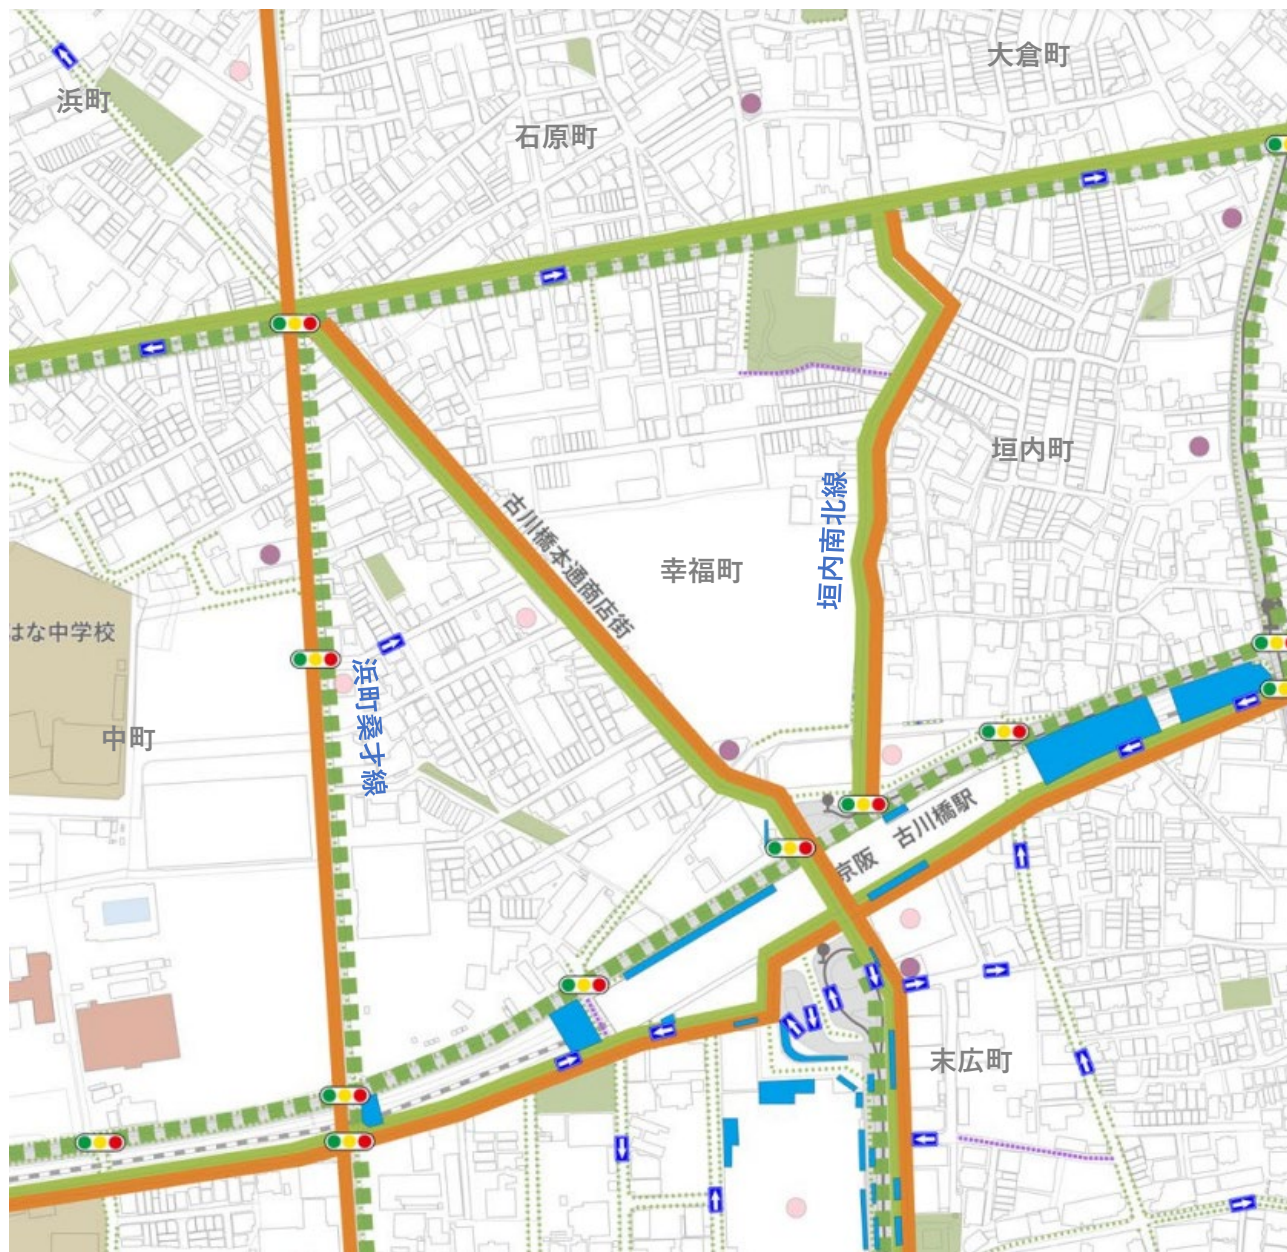 大倉町
浜町
石原町
垣内町
垣内南北線
古川橋本通商店街
幸福町
はな中学校
浜町桑才線
中町
京阪 古川橋駅
末広町